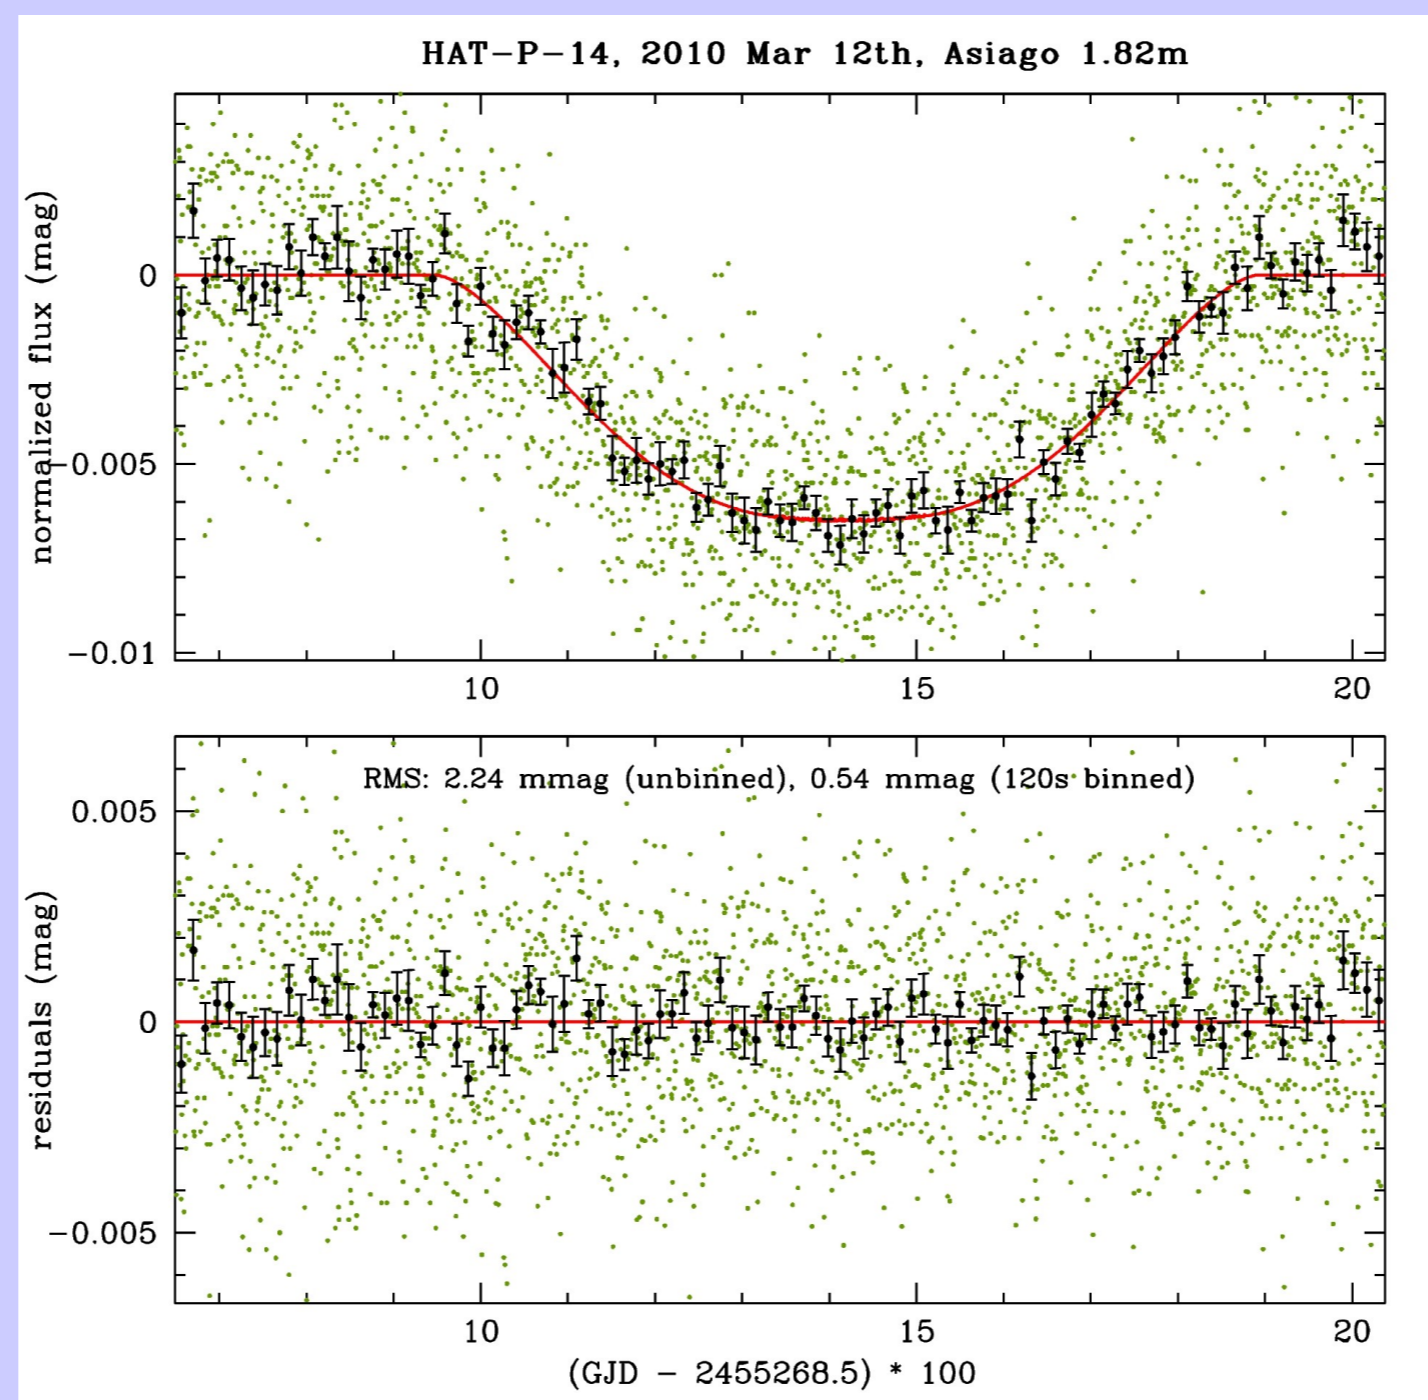 HAT-P-14, 2010 Mar 12th, Asiago 1.82m
normalized flux (mag)
0
-0.005
-0.01
10
15
20
RMS: 2.24 mmag (unbinned), 0.54 mmag (120s binned)
residuals (mag)
0.005
0
-0.005
10
15
20
(GJD - 2455268.5) * 100